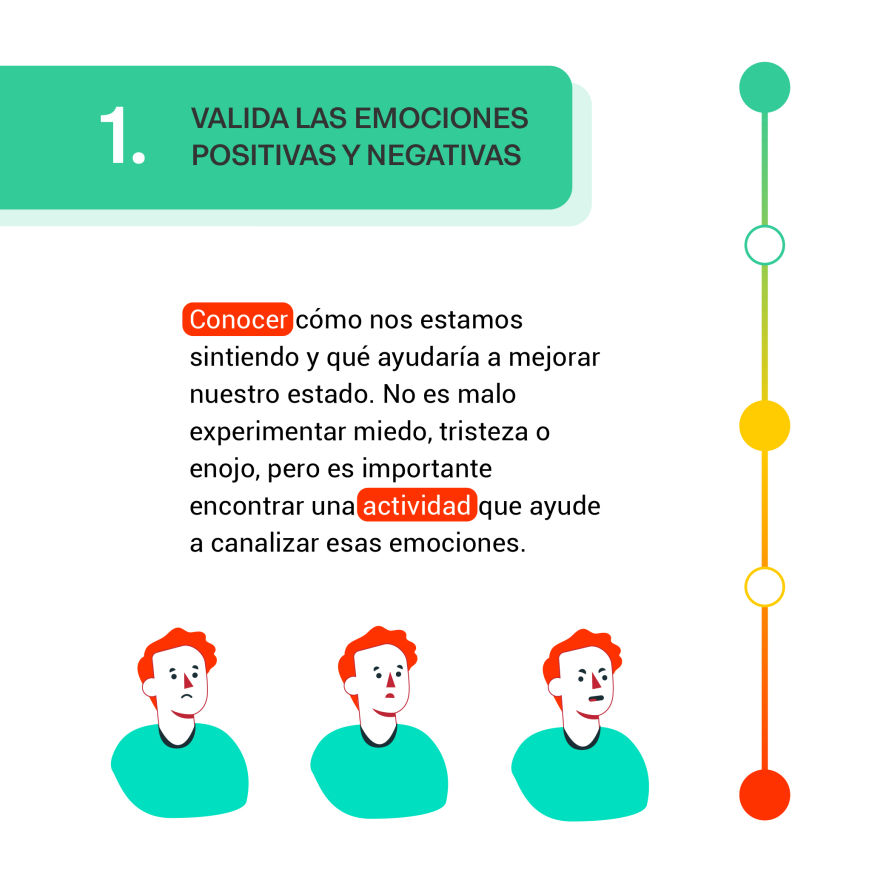 1.
VALIDA LAS EMOCIONES
POSITIVAS Y NEGATIVAS
Conocer cómo nos estamos
sintiendo y qué ayudaría a mejorar
nuestro estado. No es malo
experimentar miedo, tristeza o
enojo, pero es importante
encontrar una actividad que ayude
a canalizar esas emociones.